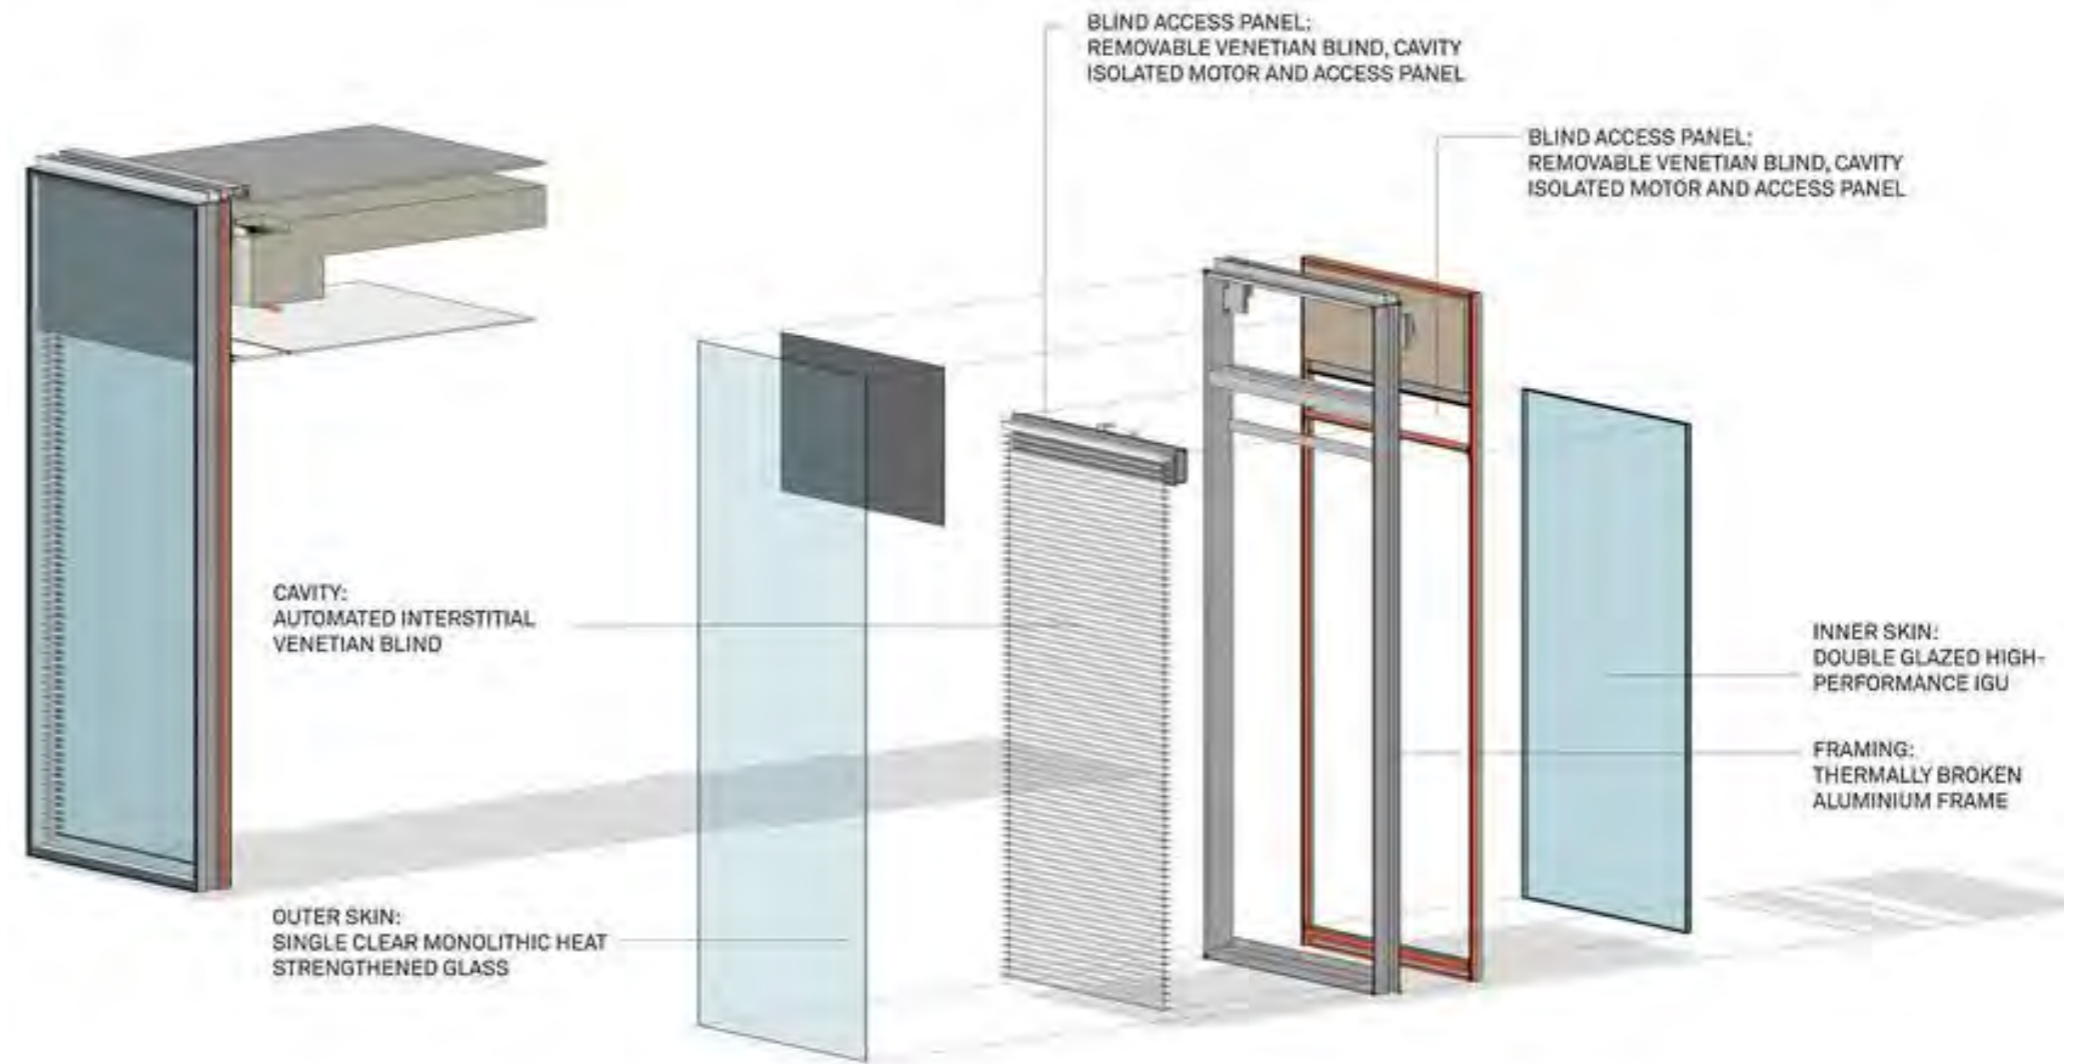 BLIND ACCESS PANEL:
REMOVABLE VENETIAN BLIND, CAVITY
ISOLATED MOTOR AND ACCESS PANEL
BLIND ACCESS PANEL:
REMOVABLE VENETIAN BLIND, CAVITY
ISOLATED MOTOR AND ACCESS PANEL
CAVITY:
AUTOMATED INTERSTITIAL
VENETIAN BLIND
INNER SKIN:
DOUBLE GLAZED HIGH-
PERFORMANCE IGU
FRAMING:
THERMALLY BROKEN
ALUMINIUM FRAME
OUTER SKIN:
SINGLE CLEAR MONOLITHIC HEAT
STRENGTHENED GLASS